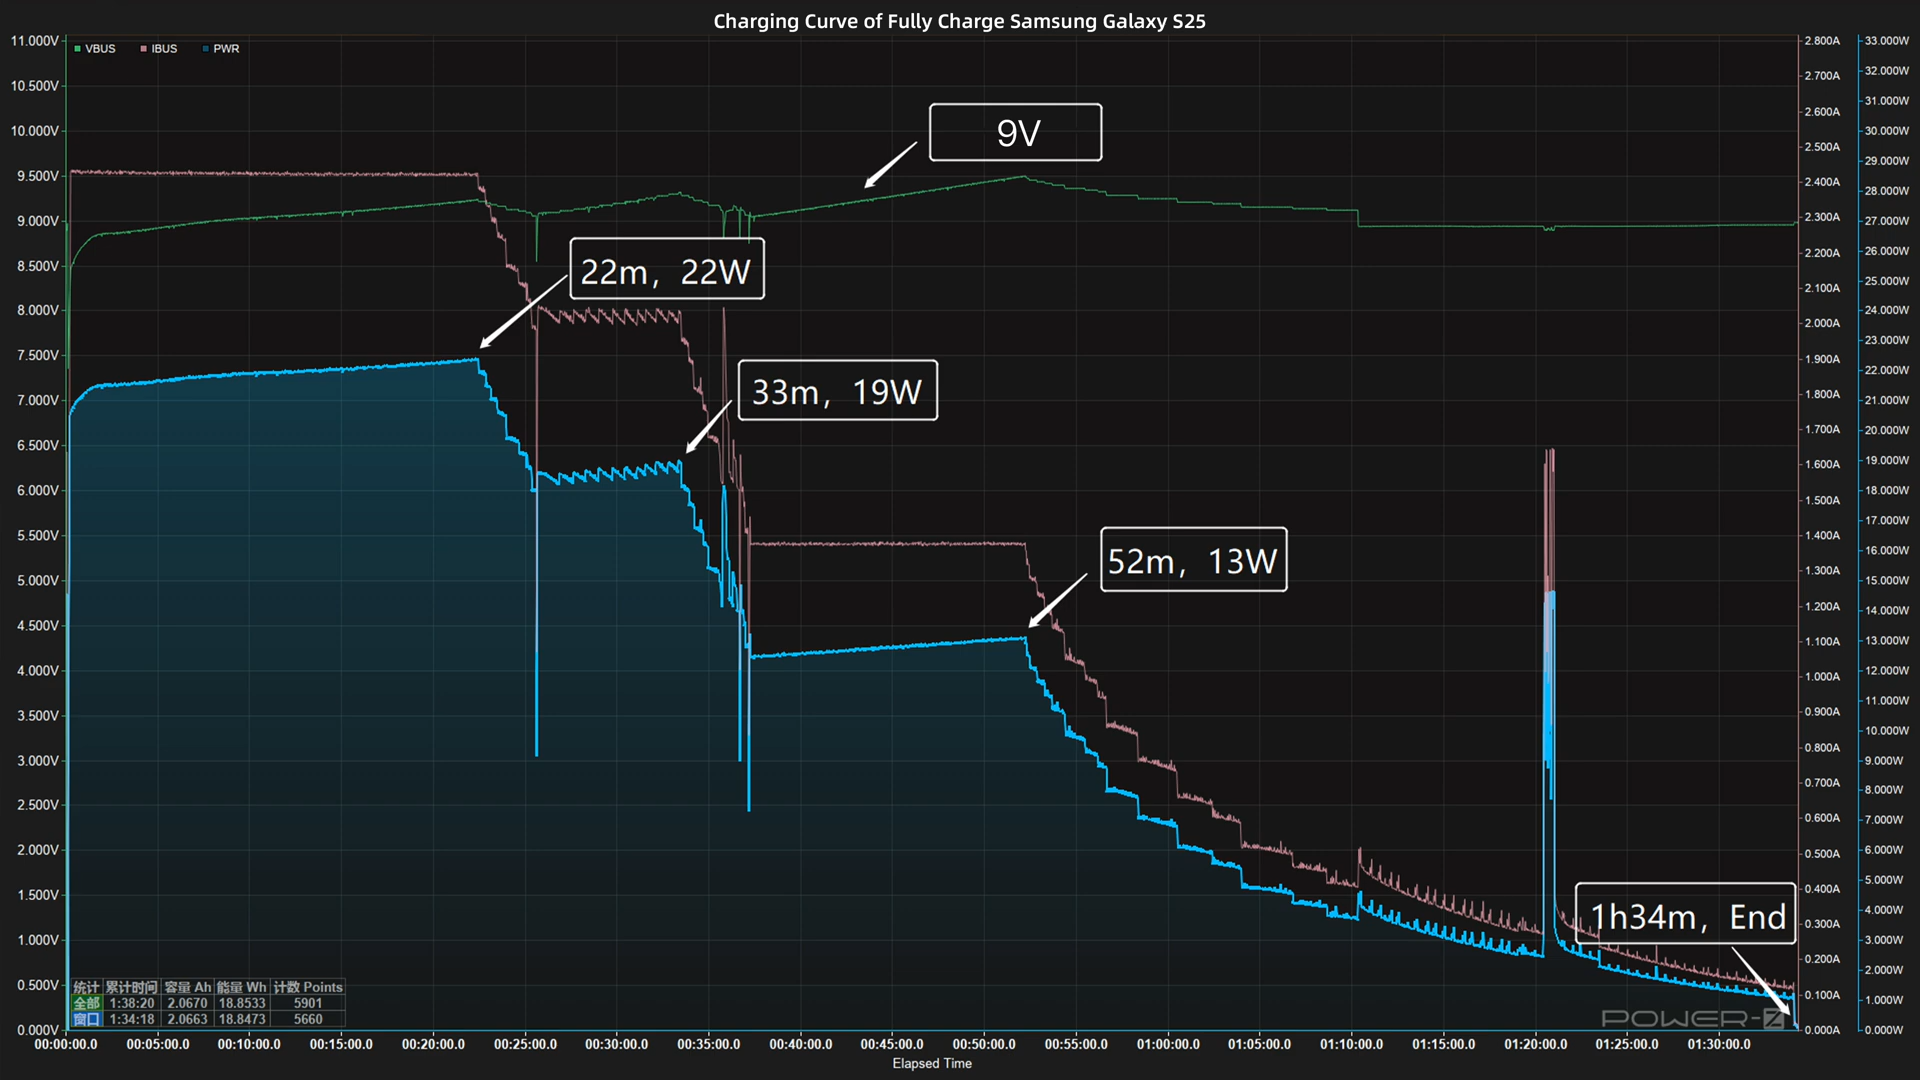 Charging Curve of Fully Charge Samsung Galaxy S25
VBUS IBUS PWR
11.000V
10.500V
10.000V
9.500V
9.000V
8.500V
8.000V
7.500V
7.000V
6.500V
6.000V
5.500V
5.000V
4.500V
4.000V
3.500V
3.000V
2.500V
2.000V
1.500V
1.000V
0.500V
0.000V
9V
22m, 22W
33m, 19W
52m, 13W
1h34m, End
2.800A
2.700A
2.600A
2.500A
2.400A
2.300A
2.200A
2.100A
2.000A
1.900A
1.800A
1.700A
1.600A
1.500A
1.400A
1.300A
1.200A
1.100A
1.000A
0.900A
0.800A
0.700A
0.600A
0.500A
0.400A
0.300A
0.200A
0.100A
0.000A
33.000W
32.000W
31.000W
30.000W
29.000W
28.000W
27.000W
26.000W
25.000W
24.000W
23.000W
22.000W
21.000W
20.000W
19.000W
18.000W
17.000W
16.000W
15.000W
14.000W
13.000W
12.000W
11.000W
10.000W
9.000W
8.000W
7.000W
6.000W
5.000W
4.000W
3.000W
2.000W
1.000W
0.000W
统计 累计时间 容量 Ah 能量 Wh 计数 Points
全部 1:38:20 2.0670 18.8533 5901
窗口 1:34:18 2.0663 18.8473 5660
POWER-Z
00:00:00.0 00:05:00.0 00:10:00.0 00:15:00.0 00:20:00.0 00:25:00.0 00:30:00.0 00:35:00.0 00:40:00.0 00:45:00.0 00:50:00.0 00:55:00.0 01:00:00.0 01:05:00.0 01:10:00.0 01:15:00.0 01:20:00.0 01:25:00.0 01:30:00.0
Elapsed Time